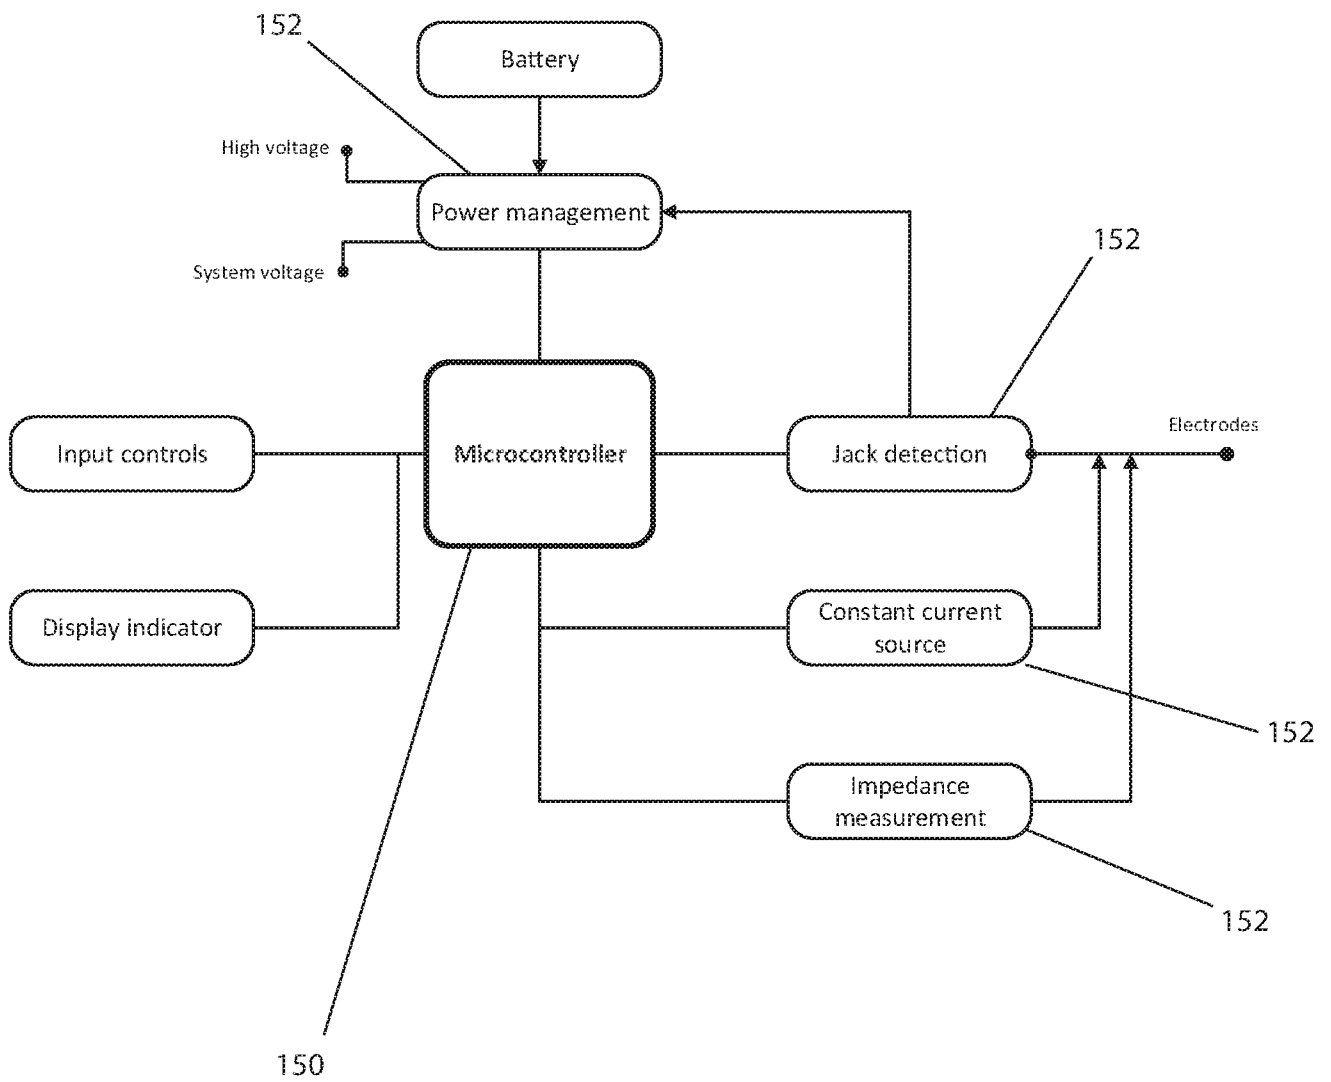 152
Battery
High voltage
Power management
System voltage
152
Input controls
Microcontroller
Jack detection
Electrodes
Display indicator
Constant current
source
152
Impedance
measurement
152
150